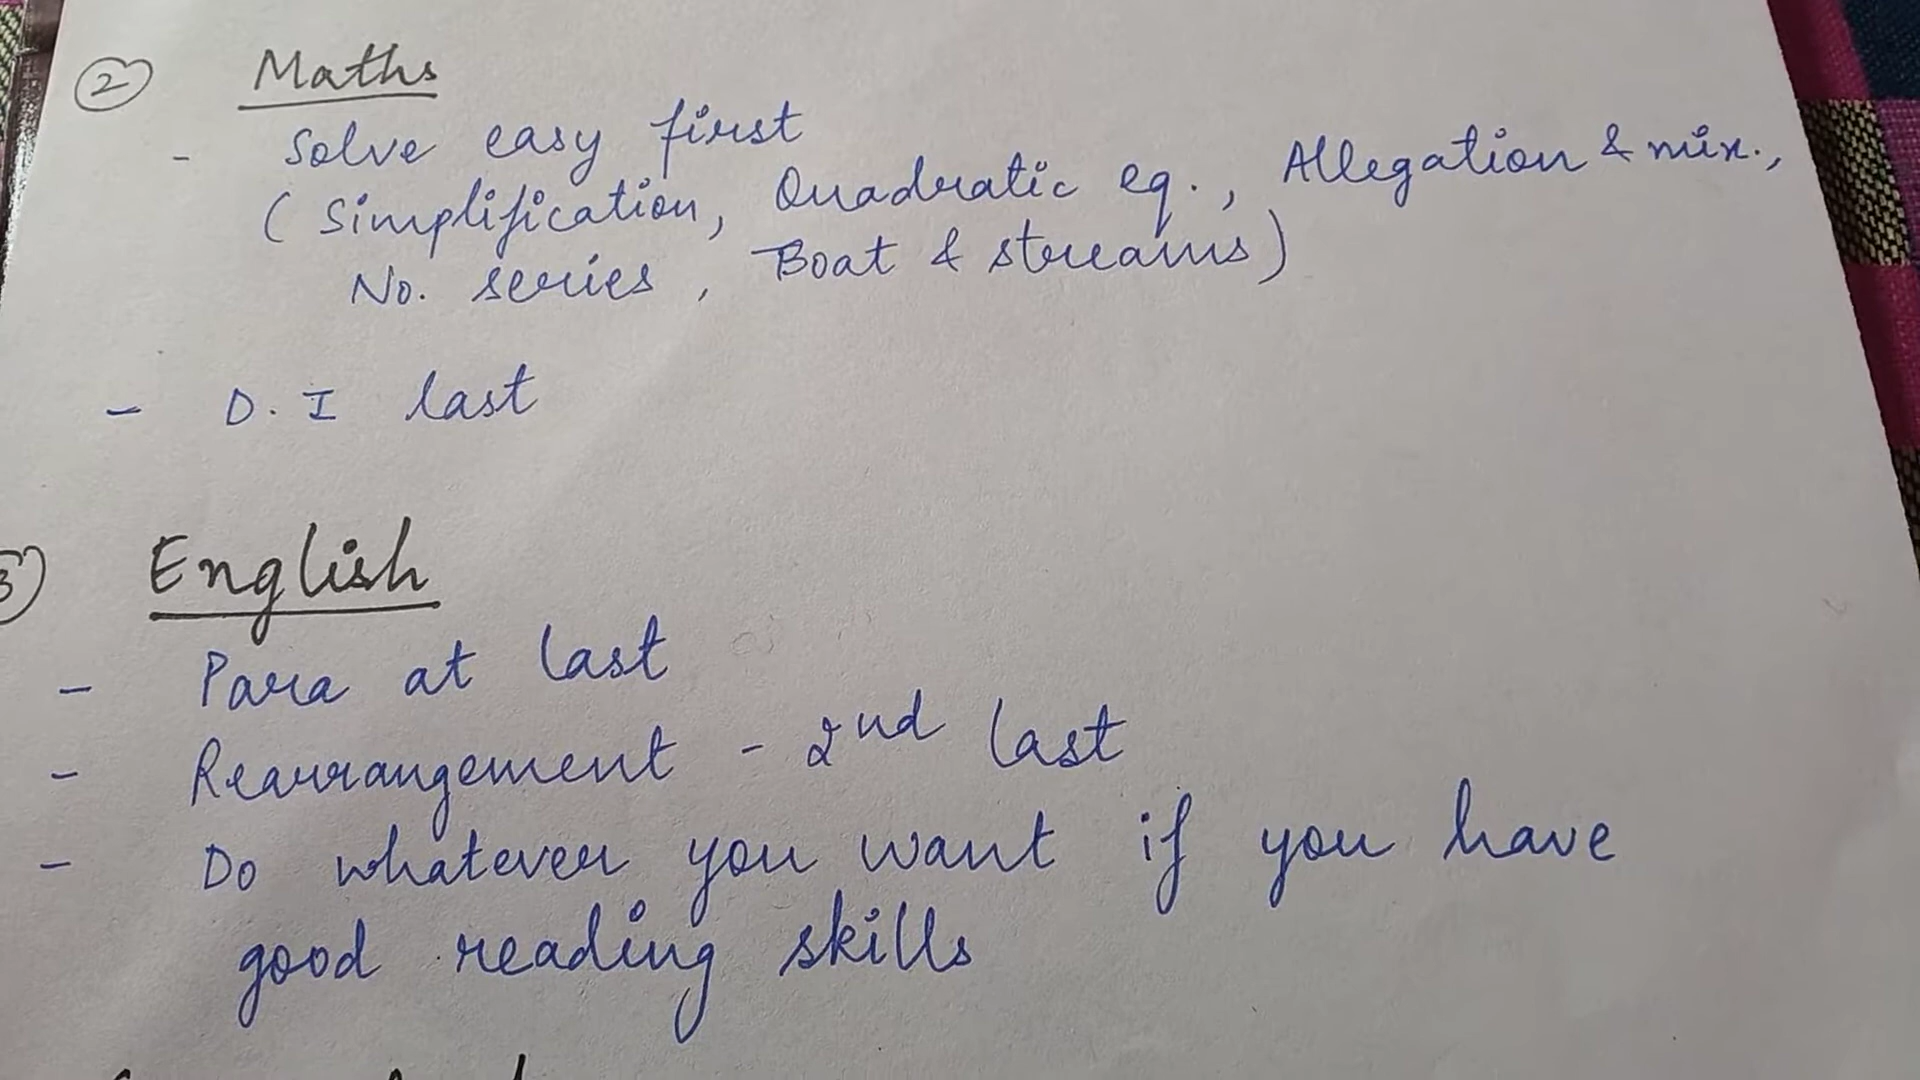 2 Maths
- Solve easy first
( Simplification, Quadratic eq., Allegation & mix.,
No. series, Boat & streams)
- D.I last
3) English
- Para at last
- Rearrangement - 2nd last
- Do whatever you want if you have
good reading skills